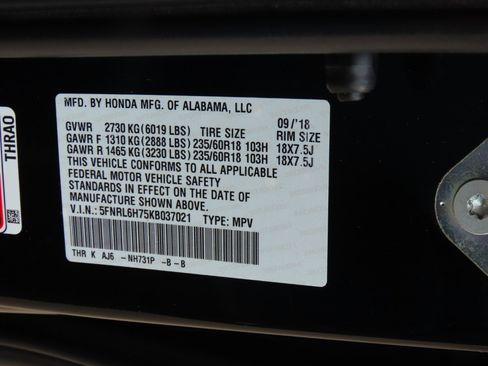 MFD. BY HONDA MFG. OF ALABAMA, LLC 09/'18
GVWR 2730 KG(6019 LBS) TIRE SIZE RIM SIZE
GAWR F 1310 KG(2888 LBS) 235/60R18 103H 18X7.5J
GAWR R 1465 KG(3230 LBS) 235/60R18 103H 18X7.5J
THIS VEHICLE CONFORMS TO ALL APPLICABLE
FEDERAL MOTOR VEHICLE SAFETY
STANDARDS IN EFFECT ON THE DATE OF
MANUFACTURE SHOWN ABOVE.
V.I.N.: 5FNRL6H75KB037021 TYPE: MPV
THR K AJ6 -NH731P -B-B
THRA0